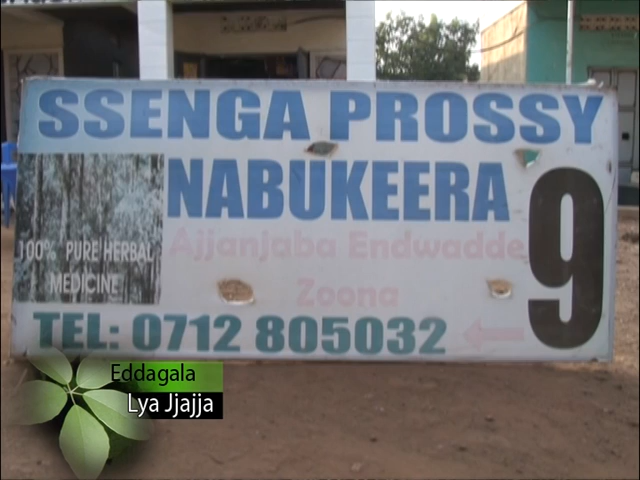 SSENGA PROSSY
NABUKEERA
9
100% PURE HERBAL
MEDICINE
Ajjanjaba Endwadde
Zoona
TEL: 0712 805032
Eddagala
Lya Jjajja